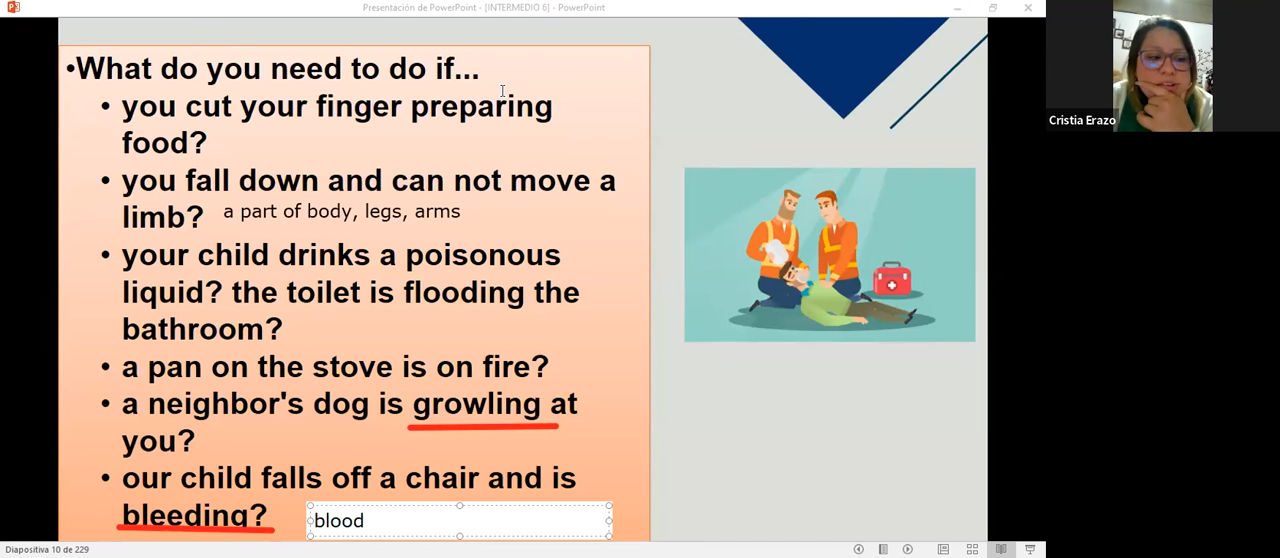 Presentación de PowerPoint - [INTERMEDIO 6] - PowerPoint
•What do you need to do if...
• you cut your finger preparing
food?
• you fall down and can not move a
limb? a part of body, legs, arms
• your child drinks a poisonous
liquid? the toilet is flooding the
bathroom?
• a pan on the stove is on fire?
• a neighbor's dog is growling at
you?
• our child falls off a chair and is
bleeding? blood
Cristia Erazo
Diapositiva 10 de 229